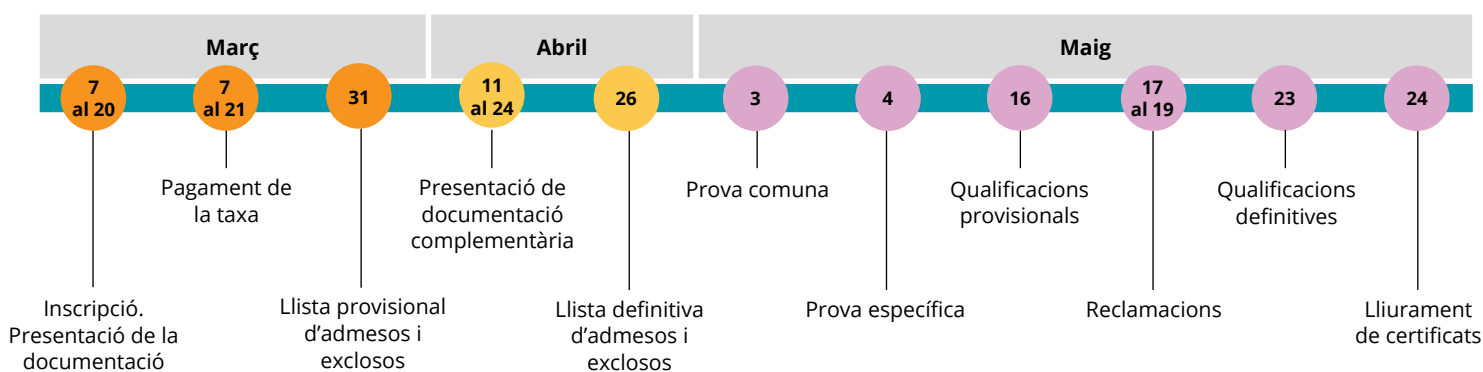 Març
Abril
Maig
7
al 20
7
al 21
31
11
al 24
26
3
4
16
17
al 19
23
24
Pagament de
la taxa
Presentació de
documentació
complementària
Prova comuna
Qualificacions
provisionals
Qualificacions
definitives
Inscripció.
Presentació de la
documentació
Llista provisional
d’admesos i
exclosos
Llista definitiva
d’admesos i
exclosos
Prova específica
Reclamacions
Lliurament
de certificats